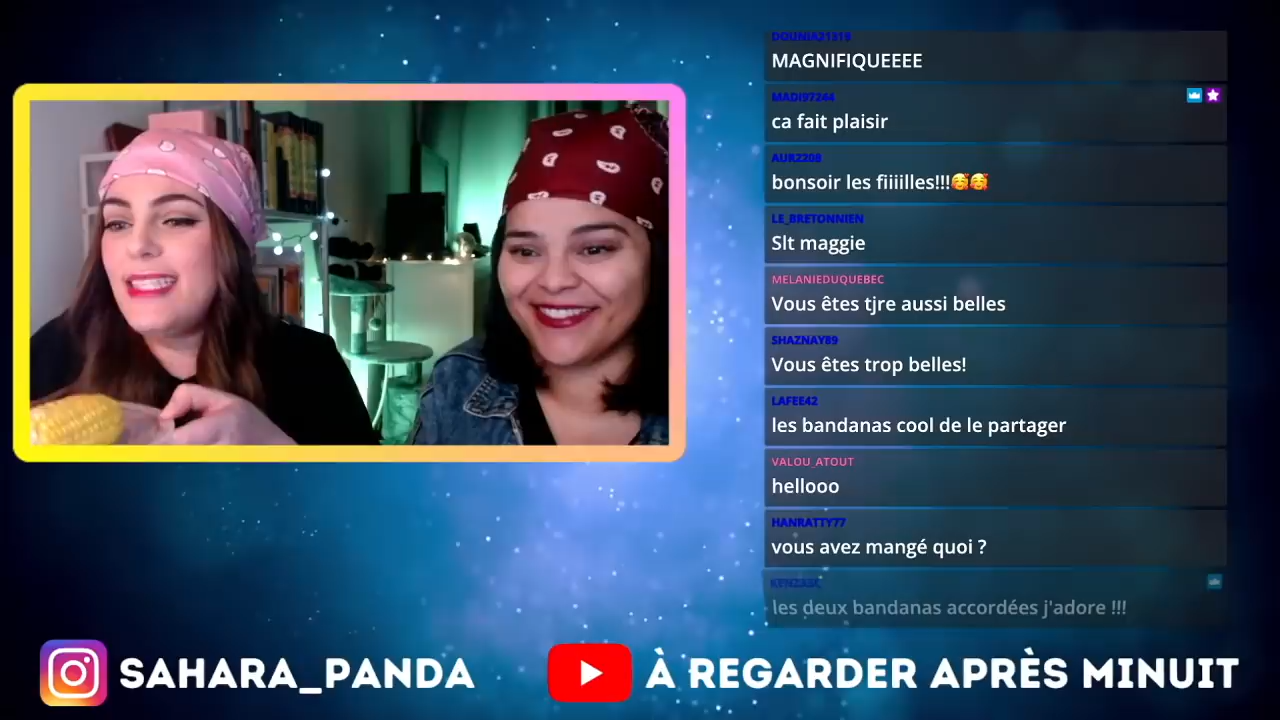 DOUNIA21319
MAGNIFIQUEEEE
MADI97244
ca fait plaisir
AUR2208
bonsoir les fiiiilles!!!🥰🥰
LE_BRETONNIEN
Slt maggie
MELANIEDUQUEBEC
Vous êtes tjre aussi belles
SHAZNAY89
Vous êtes trop belles!
LAFEE42
les bandanas cool de le partager
VALOU_ATOUT
hellooo
HANRATTY77
vous avez mangé quoi ?
les deux bandanas accordées j'adore !!!
SAHARA_PANDA
À REGARDER APRÈS MINUIT